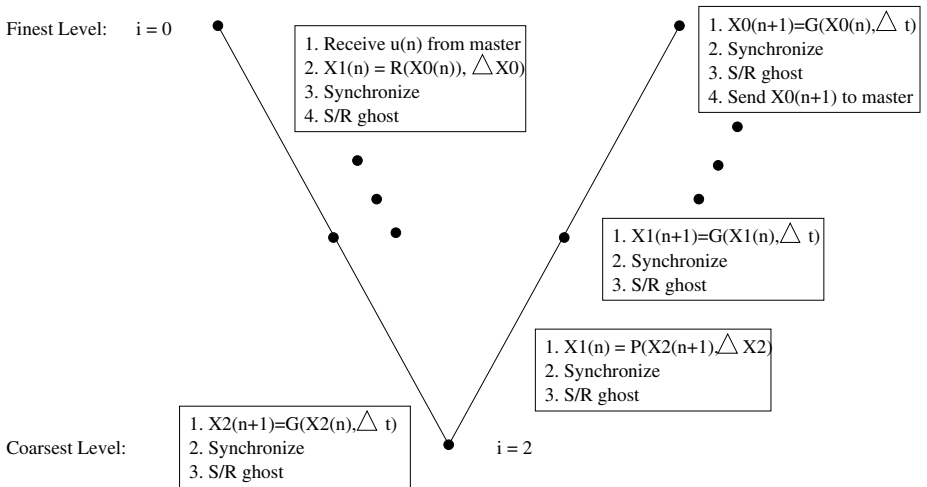 Finest Level: i = 0
1. Receive u(n) from master
2. X1(n) = R(X0(n)), △ X0)
3. Synchronize
4. S/R ghost
1. X0(n+1)=G(X0(n),△ t)
2. Synchronize
3. S/R ghost
4. Send X0(n+1) to master
1. X1(n+1)=G(X1(n),△ t)
2. Synchronize
3. S/R ghost
1. X1(n) = P(X2(n+1),△ X2)
2. Synchronize
3. S/R ghost
1. X2(n+1)=G(X2(n),△ t)
2. Synchronize
3. S/R ghost
Coarsest Level: i = 2